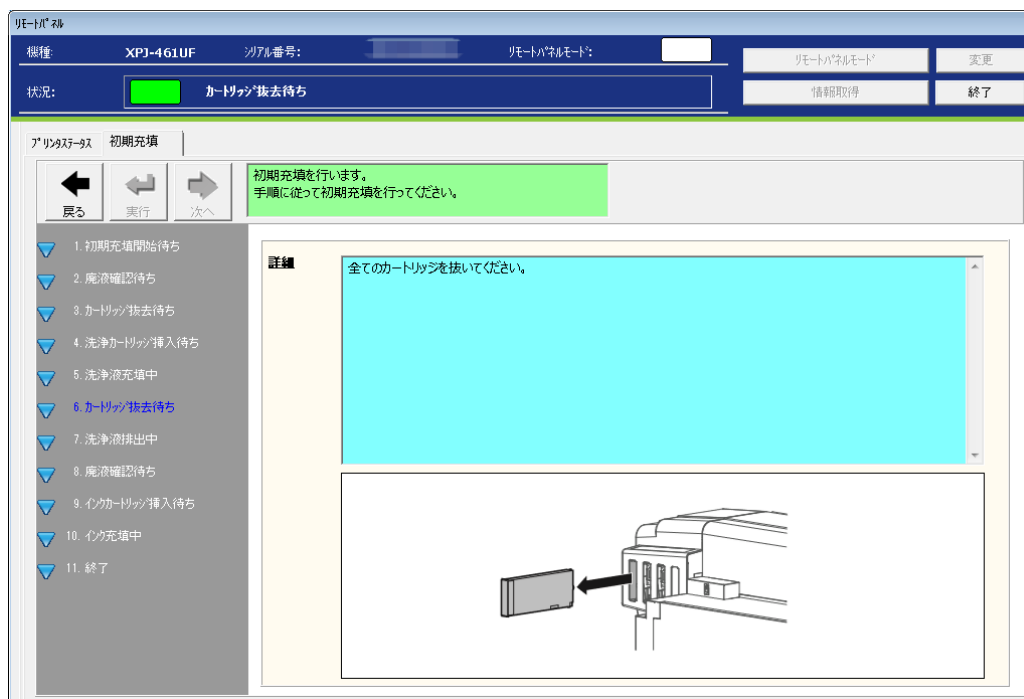 リモートパネル
機種: XPJ-461UF シリアル番号: リモートパネルモード:
リモートパネルモード 変更
状況: カートリッジ抜去待ち
情報取得 終了
プリンタステータス 初期充填
戻る 実行 次へ
初期充填を行います。
手順に従って初期充填を行ってください。
1. 初期充填開始待ち
2. 廃液確認待ち
3. カートリッジ抜去待ち
4. 洗浄カートリッジ挿入待ち
5. 洗浄液充填中
6. カートリッジ抜去待ち
7. 洗浄液排出中
8. 廃液確認待ち
9. インクカートリッジ挿入待ち
10. インク充填中
11. 終了
詳細
全てのカートリッジを抜いてください。